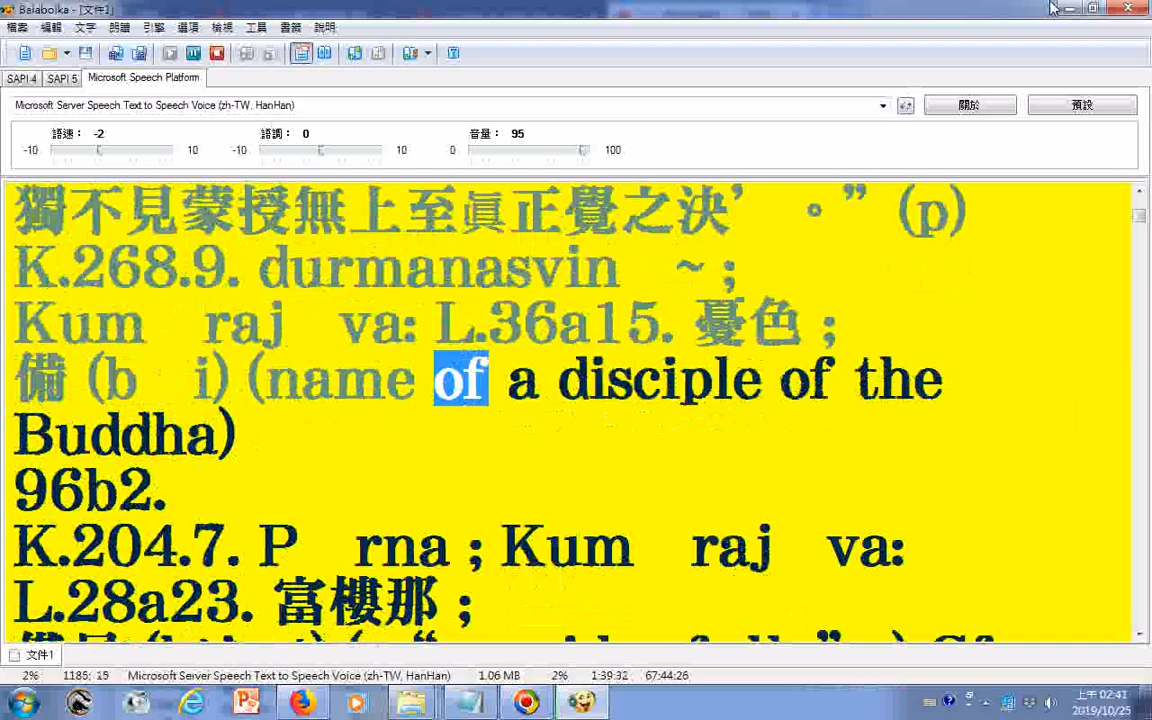 Balabolka - [文件1]
檔案 編輯 文字 朗讀 引擎 選項 檢視 工具 書籤 說明
SAPI 4 SAPI 5 Microsoft Speech Platform
Microsoft Server Speech Text to Speech Voice (zh-TW, HanHan) 關於 預設
語速： -2 語調： 0 音量： 95
-10 10 -10 10 0 100
獨不見蒙授無上至眞正覺之決’。” (p)
K.268.9. durmanasvin ~ ;
Kum raj va: L.36a15. 憂色 ;
備 (b i) (name of a disciple of the
Buddha)
96b2.
K.204.7. P rna ; Kum raj va:
L.28a23. 富樓那 ;
文件1
2% 1185: 15 Microsoft Server Speech Text to Speech Voice (zh-TW, HanHan) 1.06 MB 2% 1:39:32 67:44:26
上午 02:41
2019/10/25